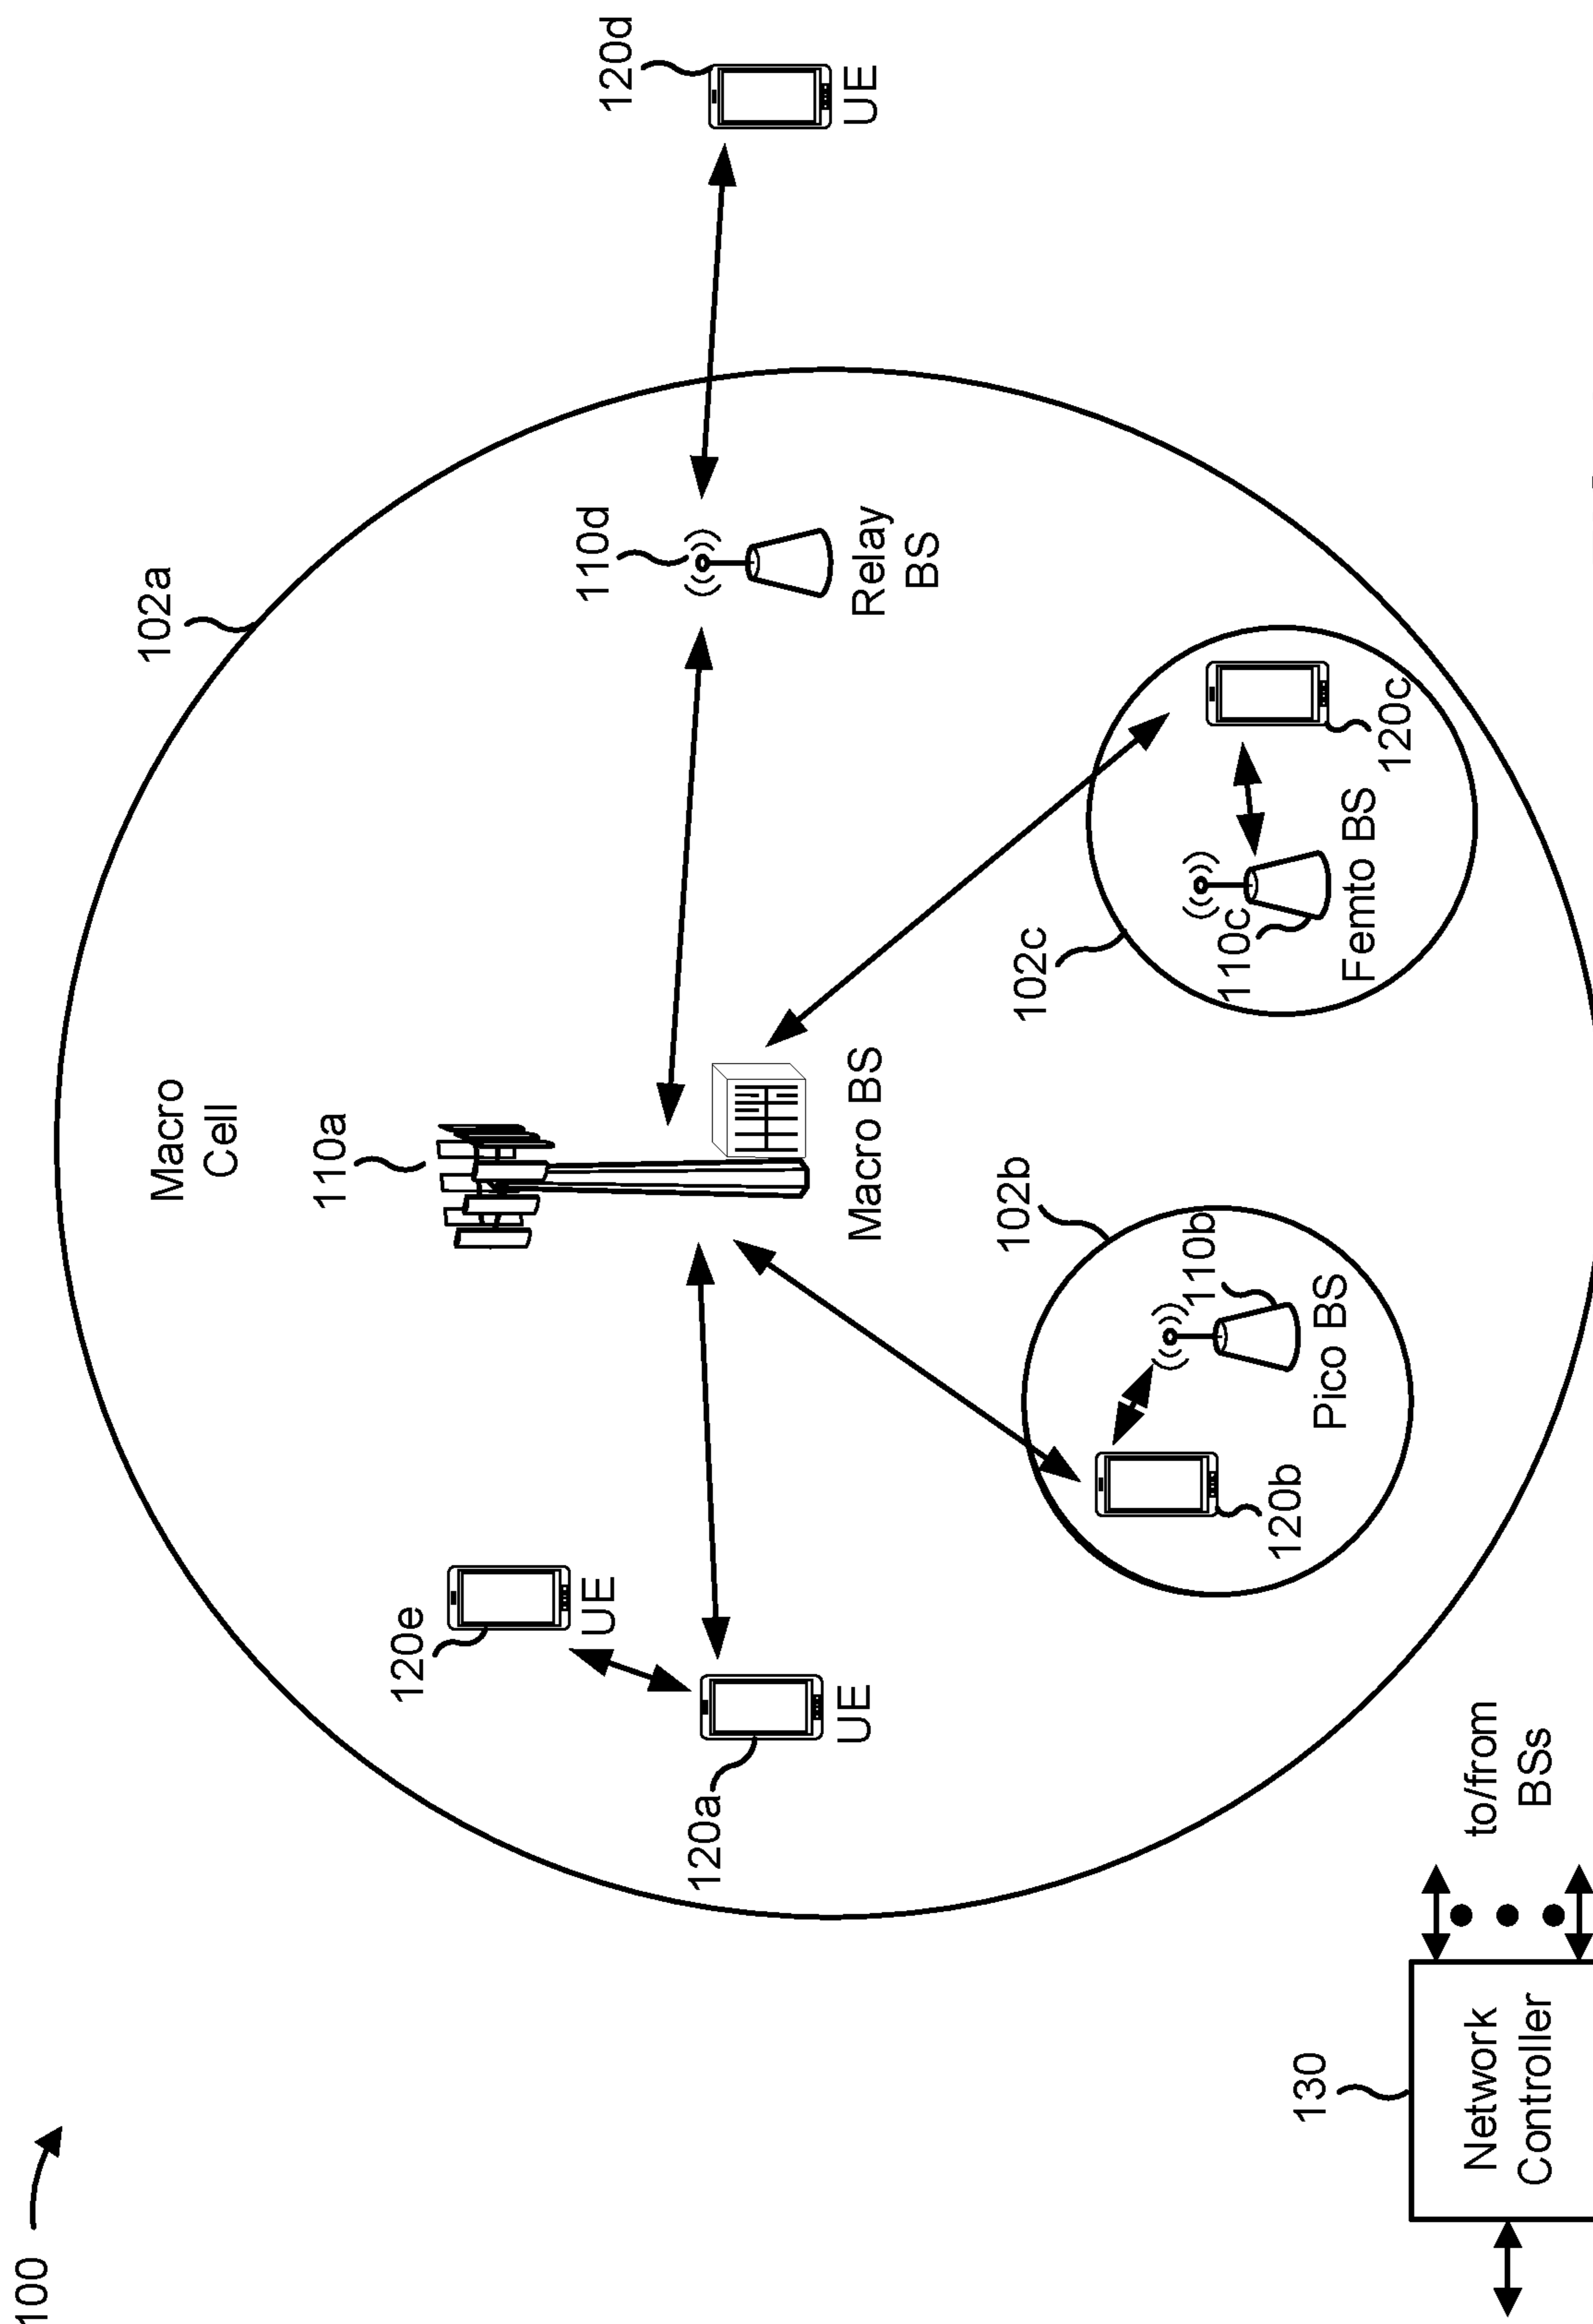 100
Macro
Cell
102a
110a
120e
UE
120a
UE
Macro BS
110d
Relay
BS
120d
UE
102b
110b
Pico BS
120b
102c
110c
Femto BS
120c
130
Network
Controller
to/from
BSs